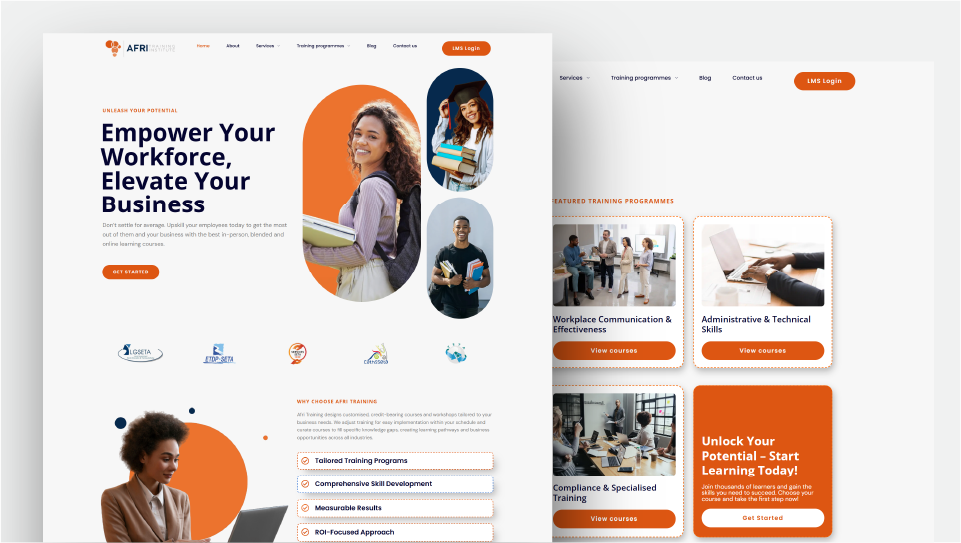 AFRI TRAINING INSTITUTE
Home
About
Services
Training programmes
Blog
Contact us
LMS Login
UNLEASH YOUR POTENTIAL
Empower Your
Workforce,
Elevate Your
Business
Don't settle for average. Upskill your employees today to get the most
out of them and your business with the best in-person, blended and
online learning courses.
GET STARTED
LGSETA
ETDP-SETA
WHY CHOOSE AFRI TRAINING
Afri Training designs customised, credit-bearing courses and workshops tailored to your
business needs. We adjust training for easy implementation within your schedule and
curate courses to fill specific knowledge gaps, creating learning pathways and business
opportunities across all industries.
Tailored Training Programs
Comprehensive Skill Development
Measurable Results
ROI-Focused Approach
Services
Training programmes
Blog
Contact us
LMS Login
FEATURED TRAINING PROGRAMMES
Workplace Communication &
Effectiveness
View courses
Administrative & Technical
Skills
View courses
Compliance & Specialised
Training
View courses
Unlock Your
Potential – Start
Learning Today!
Join thousands of learners and gain the
skills you need to succeed. Choose your
course and take the first step now!
Get Started